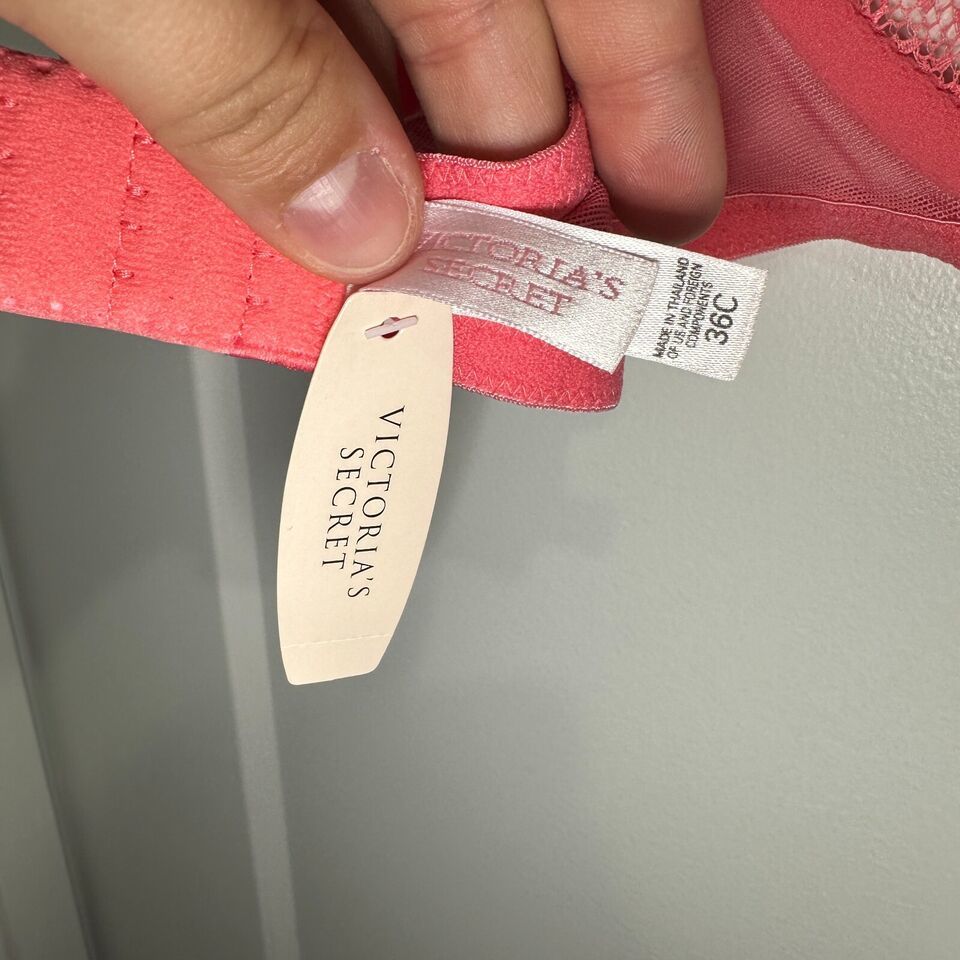 VICTORIA'S
SECRET
MADE IN THAILAND
OF US AND FOREIGN
COMPONENTS
36C
VICTORIA'S
SECRET